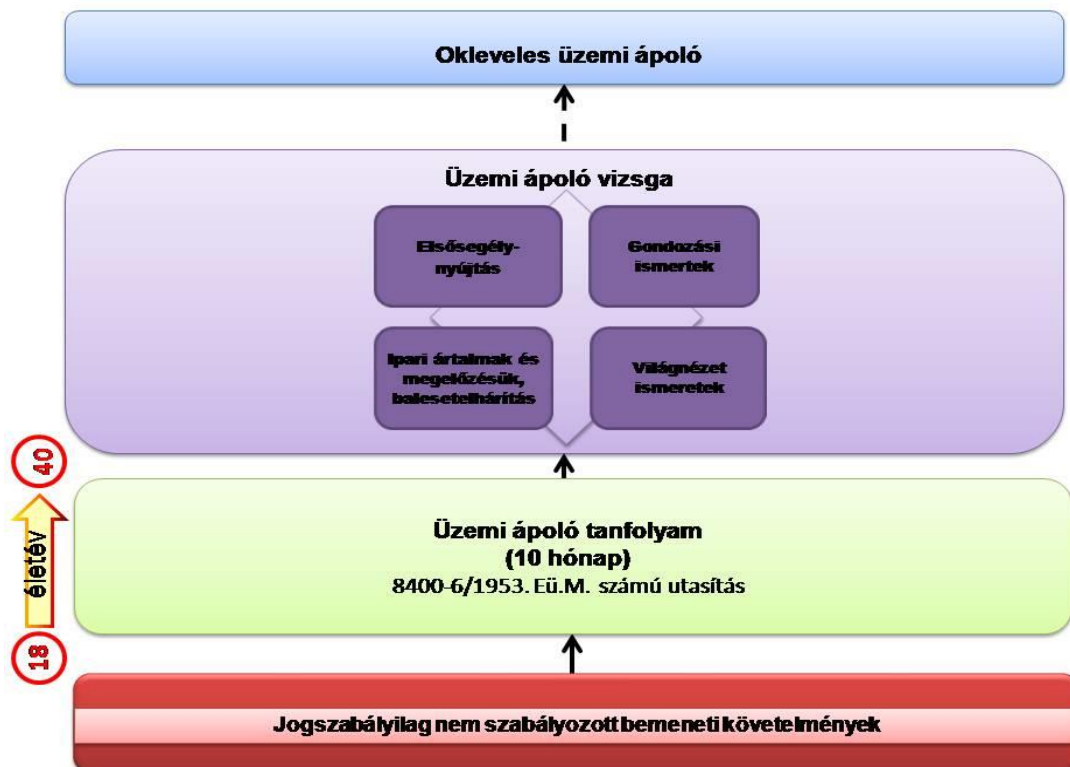 Okleveles üzemi ápoló
Üzemi ápoló vizsga
Elsősegély-
nyújtás
Gondozási
ismertek
Ipari ártalmak és
megelőzésük,
balesetelhárítás
Világnézet
ismeretek
40
életév
18
Üzemi ápoló tanfolyam
(10 hónap)
8400-6/1953. Eü.M. számú utasítás
Jogszabályilag nem szabályozott bemeneti követelmények